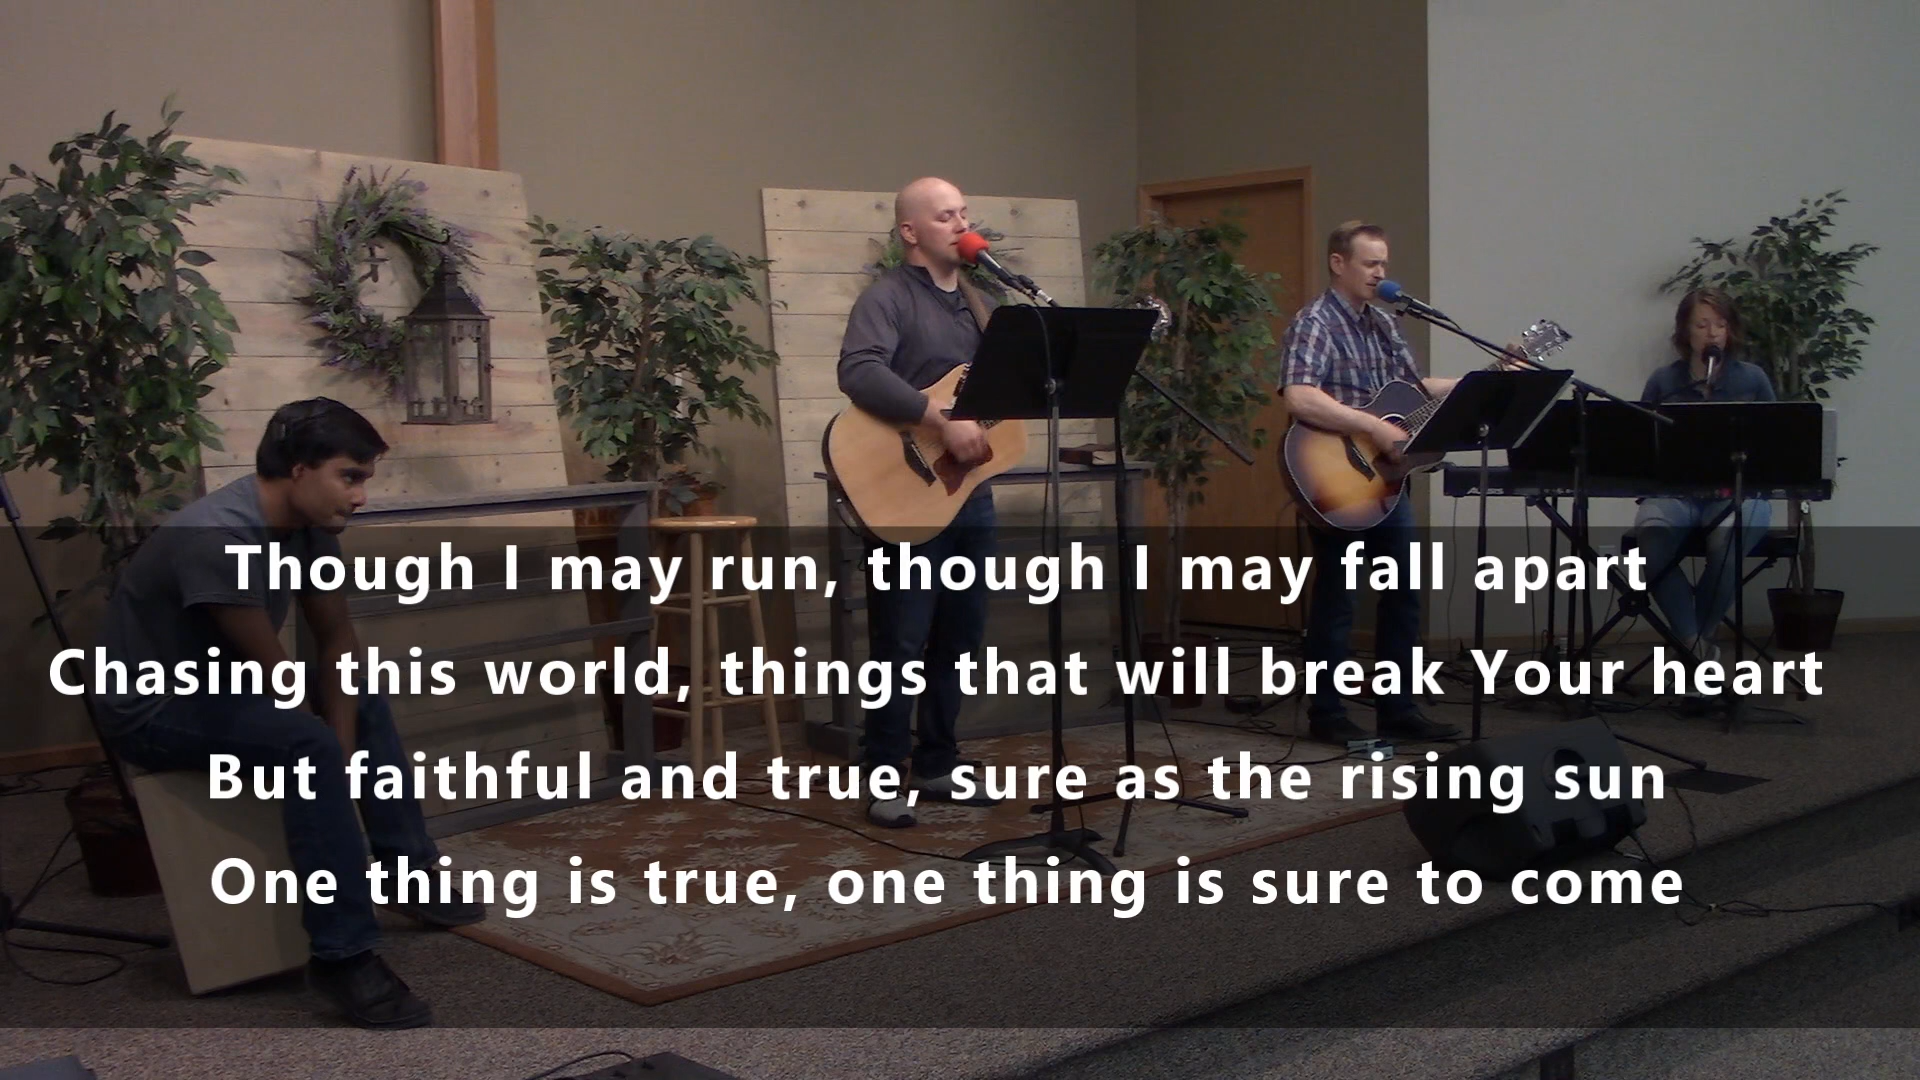 Though I may run, though I may fall apart
Chasing this world, things that will break Your heart
But faithful and true, sure as the rising sun
One thing is true, one thing is sure to come